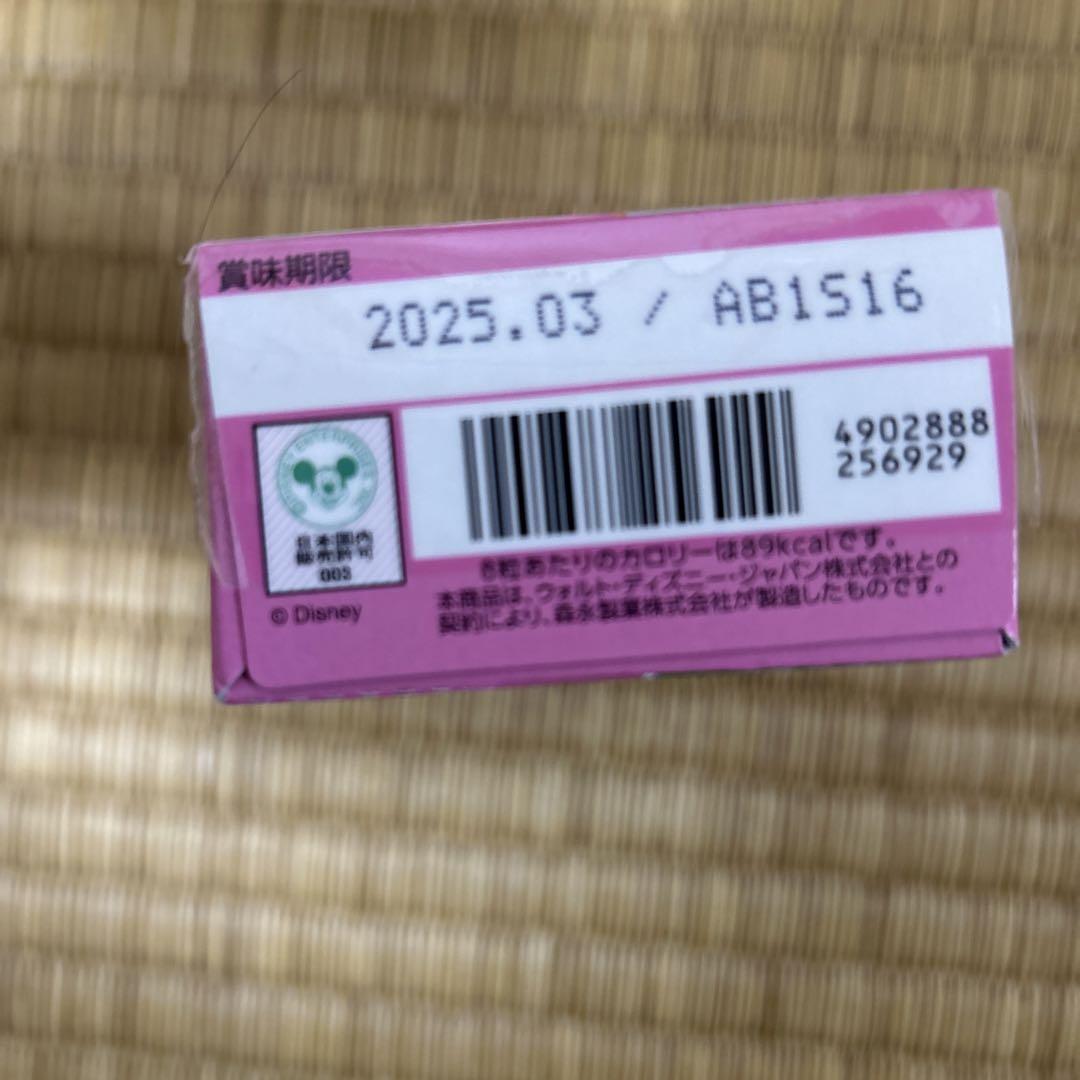 賞味期限
2025.03 / AB1S16
4902888
256929
日本国内
販売許可
003
© Disney
6粒あたりのカロリーは89kcalです。
本商品は、ウォルト・ディズニー・ジャパン株式会社との
契約により、森永製菓株式会社が製造したものです。